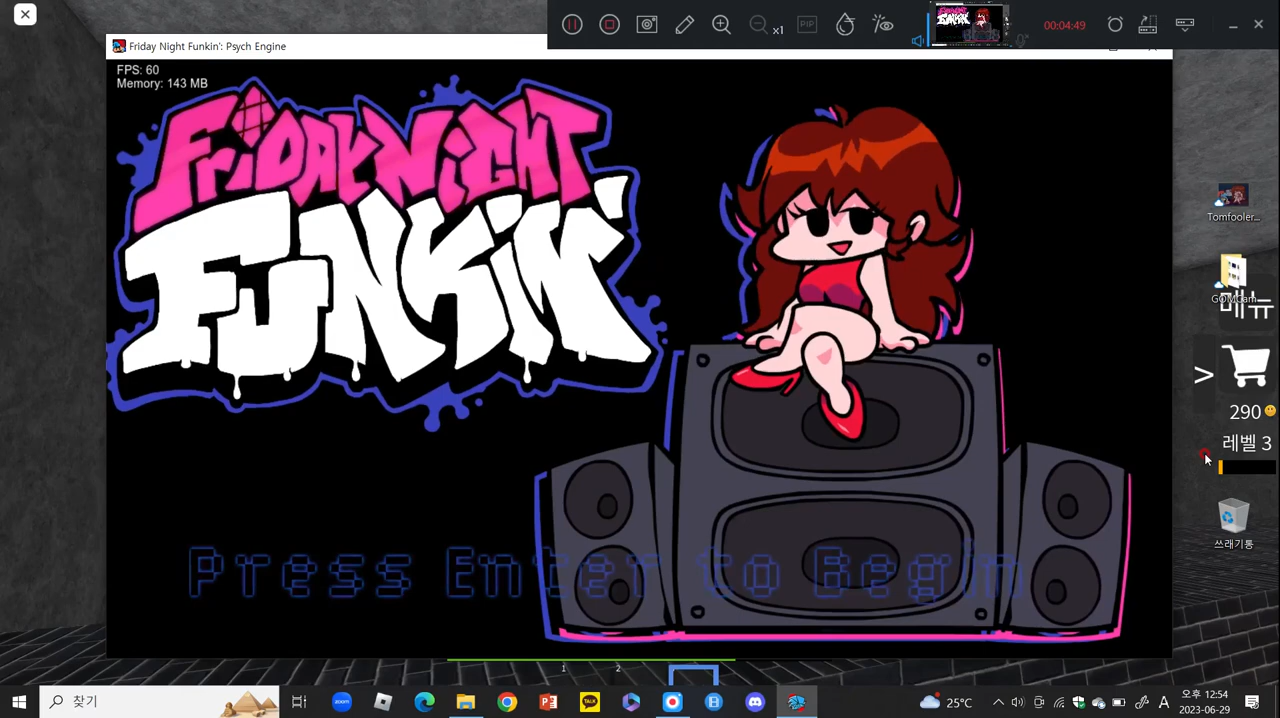 Friday Night Funkin': Psych Engine
PIP
x1
00:04:49
FPS: 60
Memory: 143 MB
FRiDAY NiGHT
FUNKiN'
Tomfooler...
GOMCam
메뉴
>
290
레벨 3
쓰레기통
Press Enter to Begin
1 2
찾기
zoom
TALK
25°C
A
오후 12:54
2023-06-29